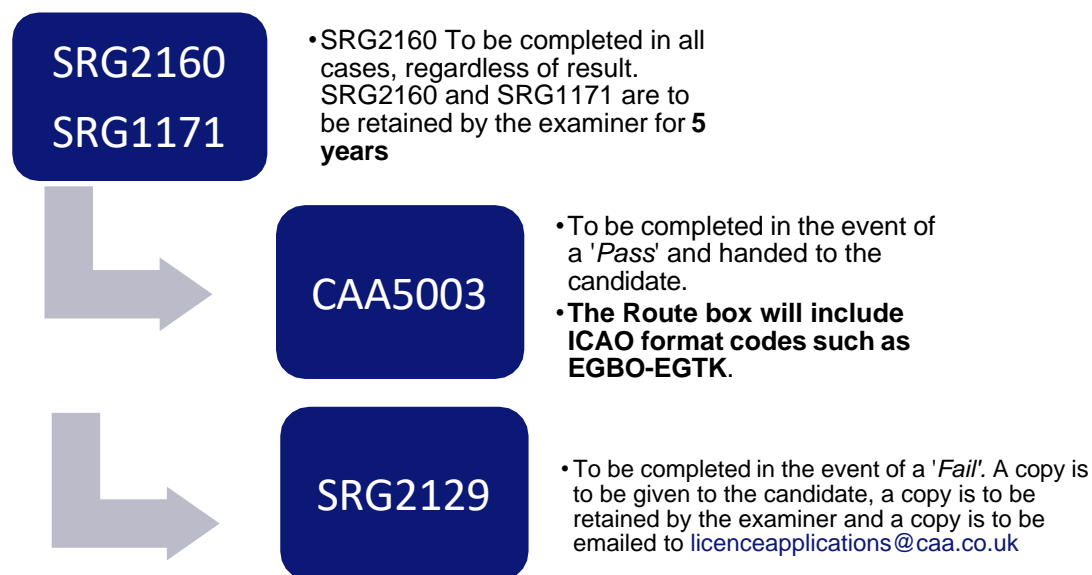 SRG2160
SRG1171
•SRG2160 To be completed in all
cases, regardless of result.
SRG2160 and SRG1171 are to
be retained by the examiner for 5
years
CAA5003
•To be completed in the event of
a 'Pass' and handed to the
candidate.
•The Route box will include
ICAO format codes such as
EGBO-EGTK.
SRG2129
•To be completed in the event of a 'Fail'. A copy is
to be given to the candidate, a copy is to be
retained by the examiner and a copy is to be
emailed to licenceapplications@caa.co.uk